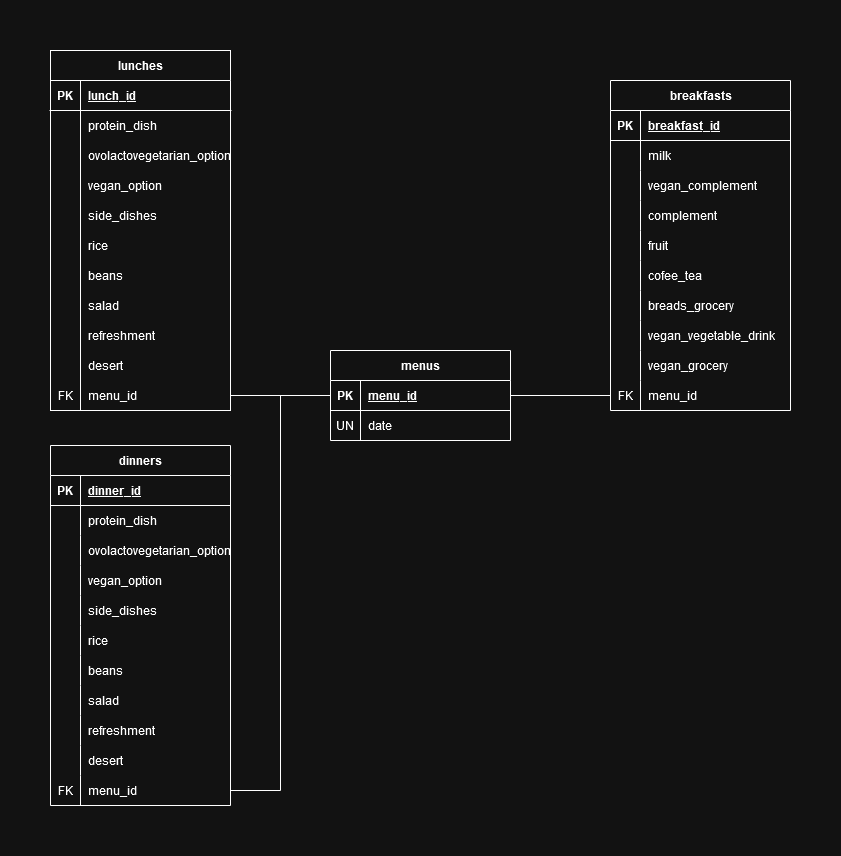 lunches
PK lunch_id
protein_dish
ovolactovegetarian_option
vegan_option
side_dishes
rice
beans
salad
refreshment
desert
FK menu_id
dinners
PK dinner_id
protein_dish
ovolactovegetarian_option
vegan_option
side_dishes
rice
beans
salad
refreshment
desert
FK menu_id
menus
PK menu_id
UN date
breakfasts
PK breakfast_id
milk
vegan_complement
complement
fruit
cofee_tea
breads_grocery
vegan_vegetable_drink
vegan_grocery
FK menu_id